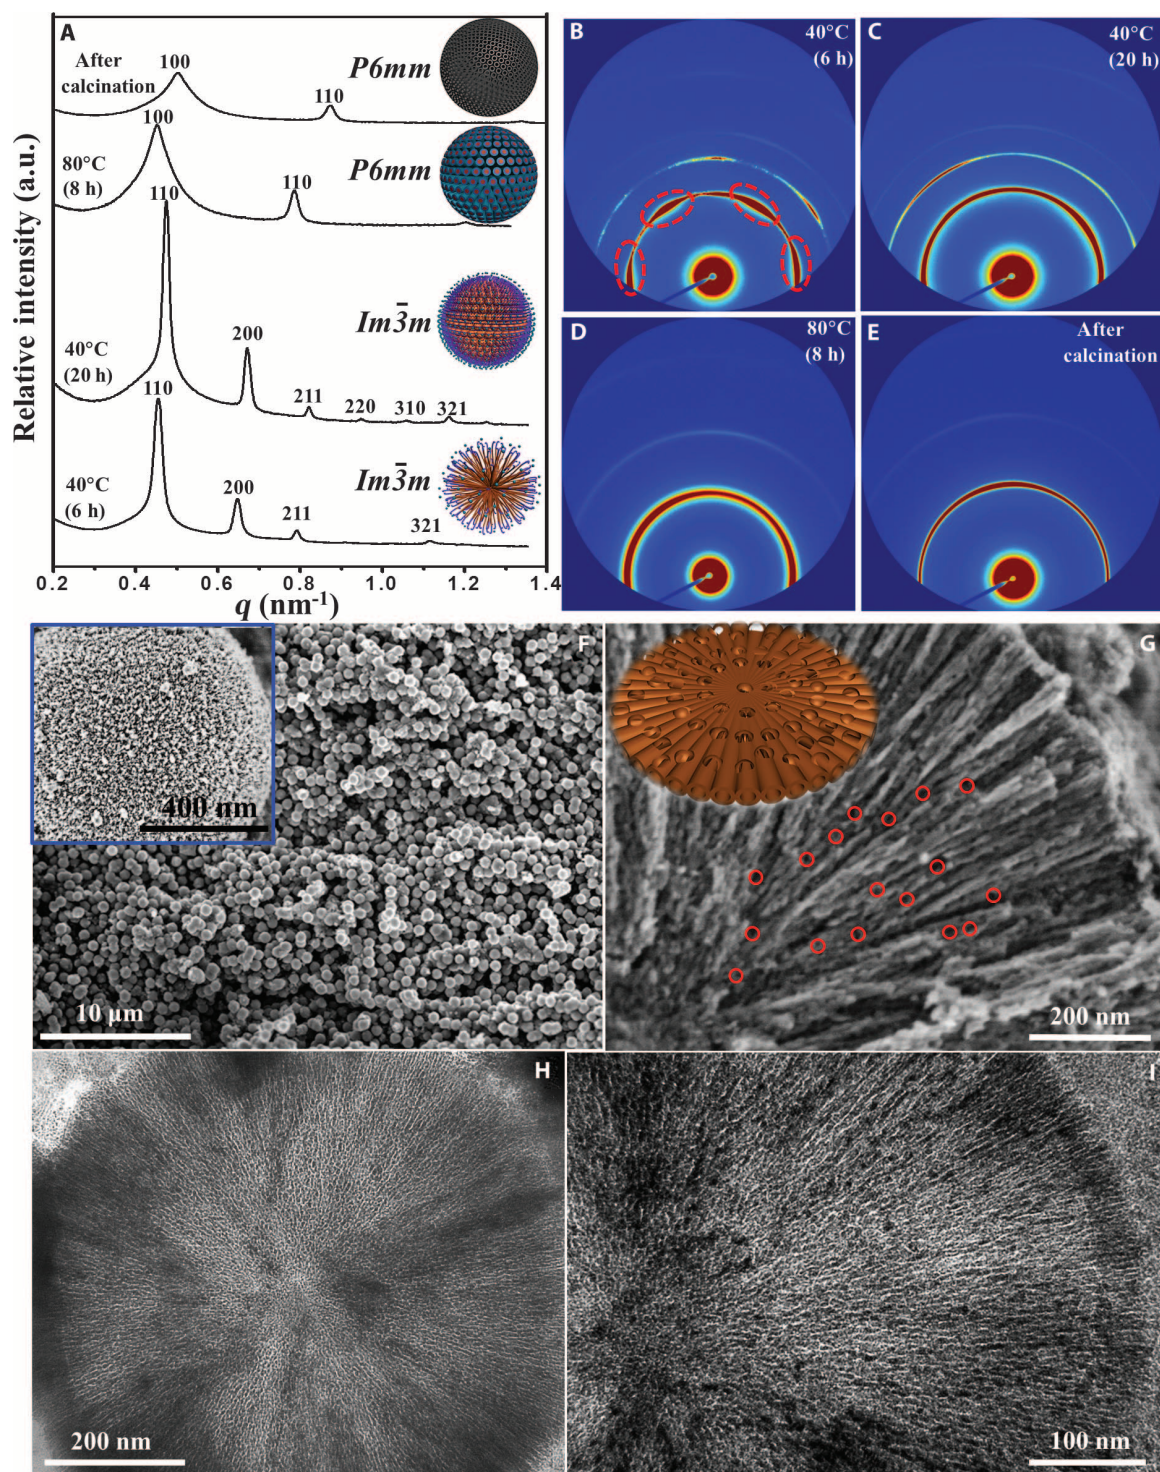 A
After
calcination
100
110
P6mm
80°C
(8 h)
100
110
P6mm
40°C
(20 h)
110
200
211
220
310
321
Im3̄m
40°C
(6 h)
110
200
211
321
Im3̄m
Relative intensity (a.u.)
0.2 0.4 0.6 0.8 1.0 1.2 1.4
q (nm⁻¹)
B
40°C
(6 h)
C
40°C
(20 h)
D
80°C
(8 h)
E
After
calcination
F
400 nm
10 µm
G
200 nm
H
200 nm
I
100 nm